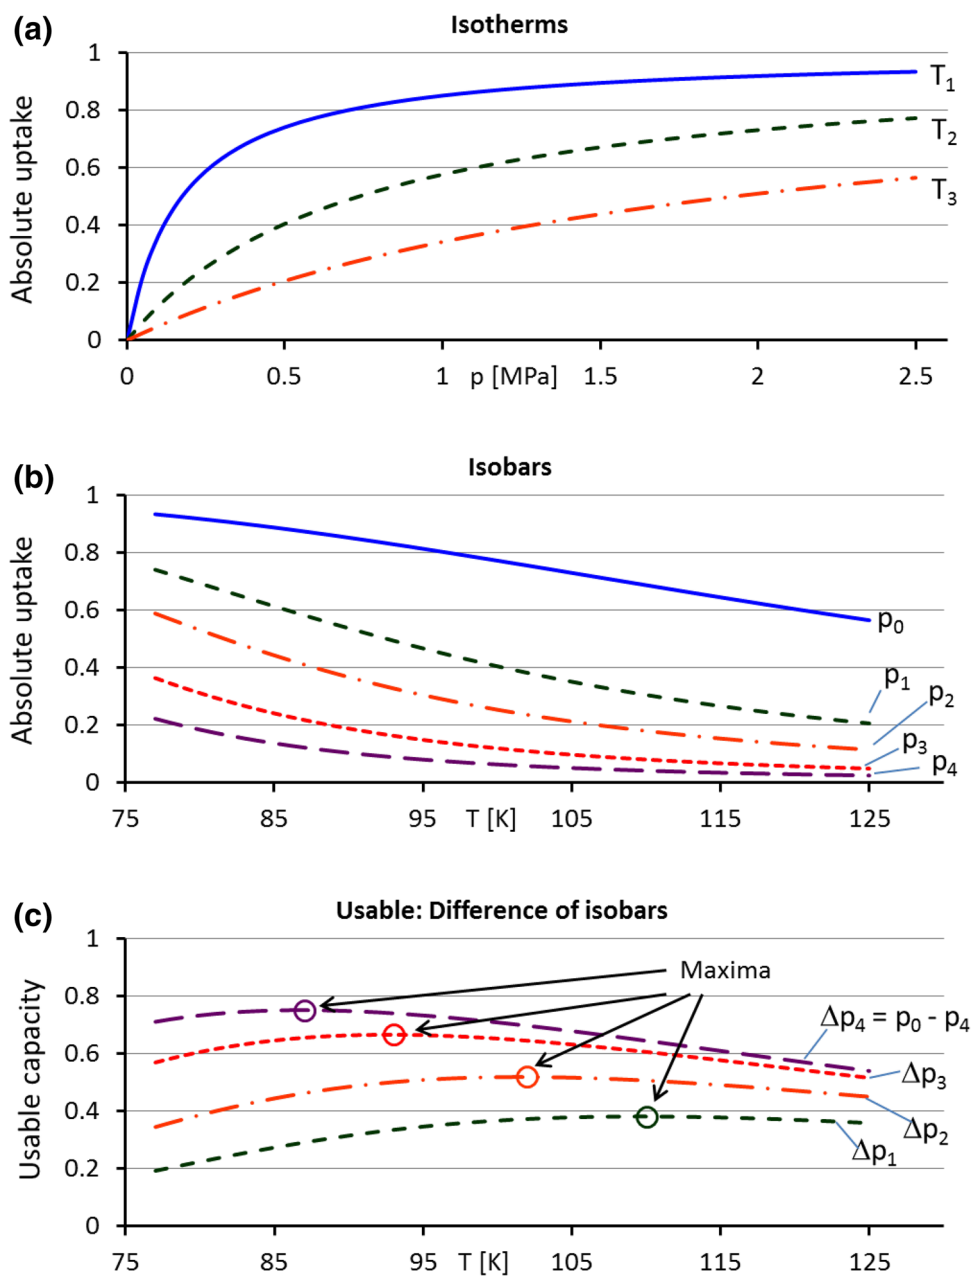 (a)
Isotherms
Absolute uptake
1
0.8
0.6
0.4
0.2
0
T1
T2
T3
0 0.5 1 p [MPa] 1.5 2 2.5
(b)
Isobars
Absolute uptake
1
0.8
0.6
0.4
0.2
0
p0
p1
p2
p3
p4
75 85 95 T [K] 105 115 125
(c)
Usable: Difference of isobars
Usable capacity
1
0.8
0.6
0.4
0.2
0
Maxima
Δp4 = p0 - p4
Δp3
Δp2
Δp1
75 85 95 T [K] 105 115 125